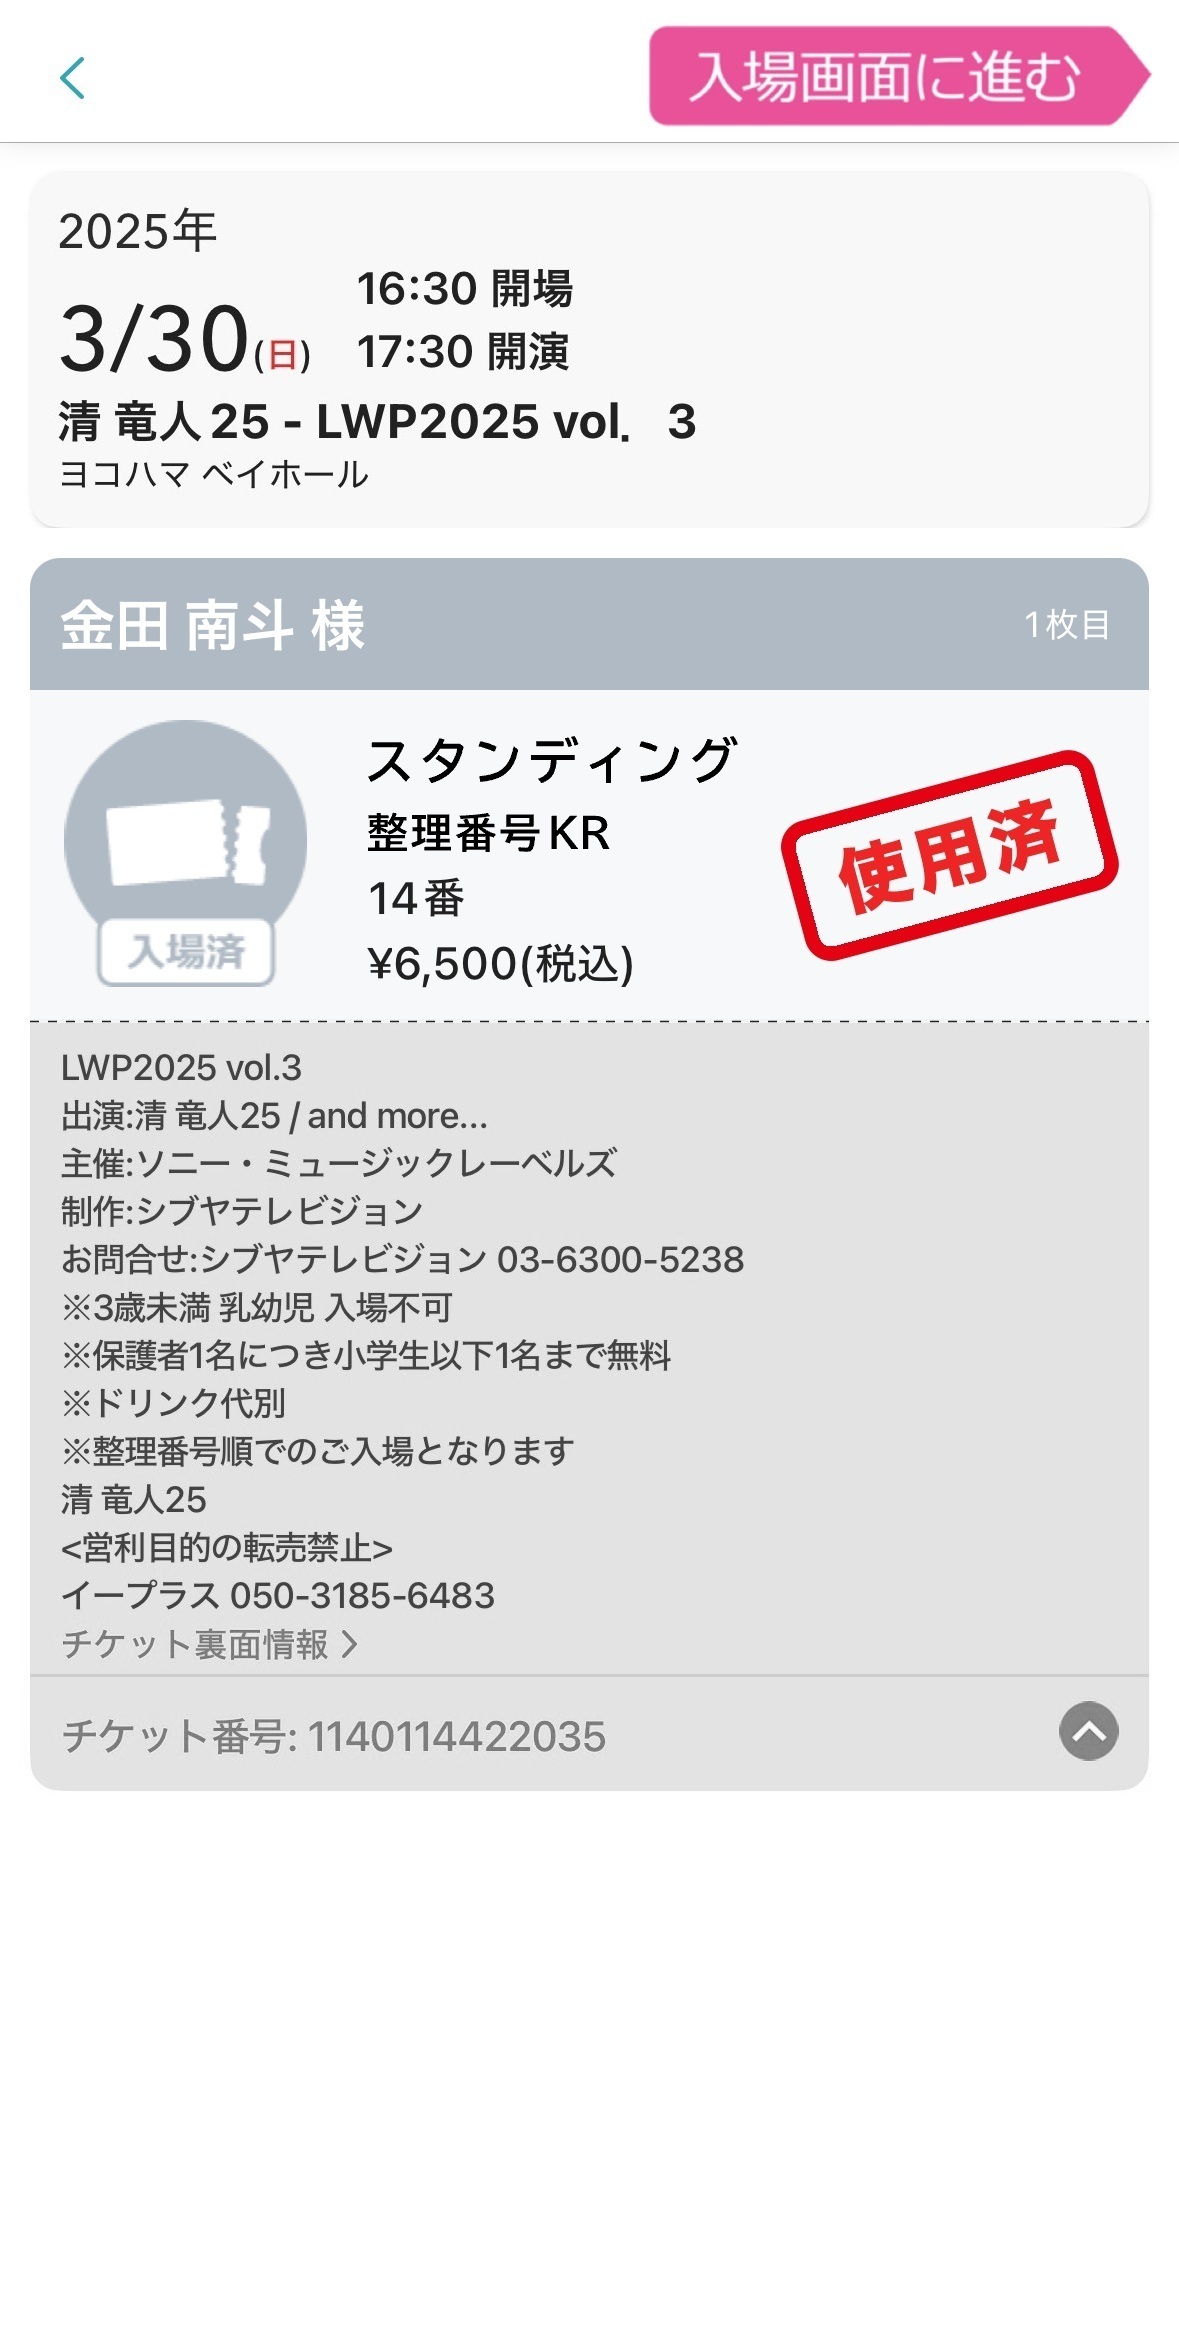 入場画面に進む
2025年
3/30(日)
16:30 開場
17:30 開演
清 竜人25 - LWP2025 vol.　3
ヨコハマ ベイホール
金田 南斗 様
1枚目
スタンディング
整理番号KR
14番
¥6,500(税込)
使用済
入場済
LWP2025 vol.3
出演:清 竜人25 / and more...
主催:ソニー・ミュージックレーベルズ
制作:シブヤテレビジョン
お問合せ:シブヤテレビジョン 03-6300-5238
※3歳未満 乳幼児 入場不可
※保護者1名につき小学生以下1名まで無料
※ドリンク代別
※整理番号順でのご入場となります
清 竜人25
<営利目的の転売禁止>
イープラス 050-3185-6483
チケット裏面情報 >
チケット番号: 1140114422035